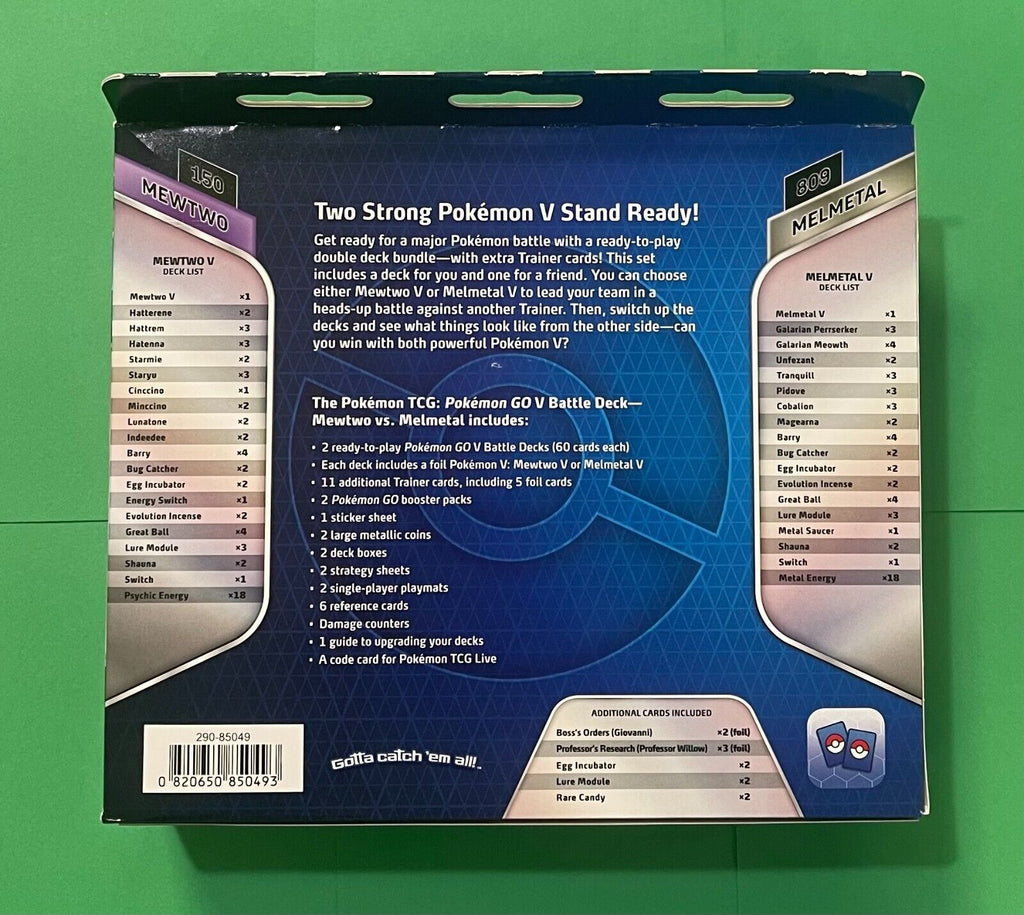 150
MEWTWO
MEWTWO V
DECK LIST
Mewtwo V ×1
Hatterene ×2
Hattrem ×3
Hatenna ×3
Starmie ×2
Staryu ×3
Cinccino ×1
Minccino ×2
Lunatone ×2
Indeedee ×2
Barry ×4
Bug Catcher ×2
Egg Incubator ×2
Energy Switch ×1
Evolution Incense ×2
Great Ball ×4
Lure Module ×3
Shauna ×2
Switch ×1
Psychic Energy ×18
Two Strong Pokémon V Stand Ready!
Get ready for a major Pokémon battle with a ready-to-play
double deck bundle—with extra Trainer cards! This set
includes a deck for you and one for a friend. You can choose
either Mewtwo V or Melmetal V to lead your team in a
heads-up battle against another Trainer. Then, switch up the
decks and see what things look like from the other side—can
you win with both powerful Pokémon V?
The Pokémon TCG: Pokémon GO V Battle Deck—
Mewtwo vs. Melmetal includes:
• 2 ready-to-play Pokémon GO V Battle Decks (60 cards each)
• Each deck includes a foil Pokémon V: Mewtwo V or Melmetal V
• 11 additional Trainer cards, including 5 foil cards
• 2 Pokémon GO booster packs
• 1 sticker sheet
• 2 large metallic coins
• 2 deck boxes
• 2 strategy sheets
• 2 single-player playmats
• 6 reference cards
• Damage counters
• 1 guide to upgrading your decks
• A code card for Pokémon TCG Live
809
MELMETAL
MELMETAL V
DECK LIST
Melmetal V ×1
Galarian Perrserker ×3
Galarian Meowth ×4
Unfezant ×2
Tranquill ×3
Pidove ×3
Cobalion ×3
Magearna ×2
Barry ×4
Bug Catcher ×2
Egg Incubator ×2
Evolution Incense ×2
Great Ball ×4
Lure Module ×3
Metal Saucer ×1
Shauna ×2
Switch ×1
Metal Energy ×18
290-85049
0 820650 850493
Gotta catch 'em all!™
ADDITIONAL CARDS INCLUDED
Boss's Orders (Giovanni) ×2 (foil)
Professor's Research (Professor Willow) ×3 (foil)
Egg Incubator ×2
Lure Module ×2
Rare Candy ×2